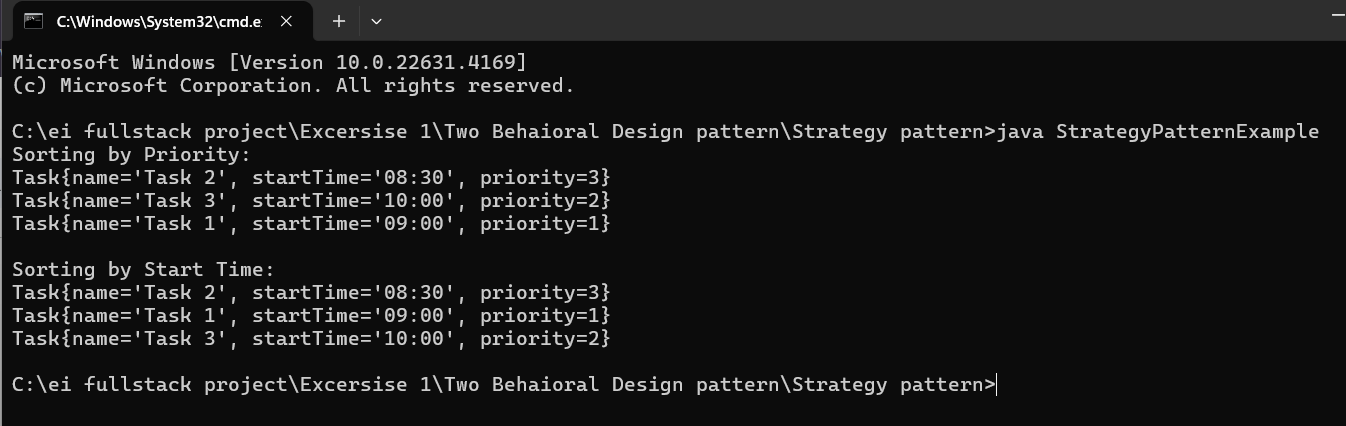 C:\Windows\System32\cmd.e
Microsoft Windows [Version 10.0.22631.4169]
(c) Microsoft Corporation. All rights reserved.
C:\ei fullstack project\Excersise 1\Two Behaioral Design pattern\Strategy pattern>java StrategyPatternExample
Sorting by Priority:
Task{name='Task 2', startTime='08:30', priority=3}
Task{name='Task 3', startTime='10:00', priority=2}
Task{name='Task 1', startTime='09:00', priority=1}
Sorting by Start Time:
Task{name='Task 2', startTime='08:30', priority=3}
Task{name='Task 1', startTime='09:00', priority=1}
Task{name='Task 3', startTime='10:00', priority=2}
C:\ei fullstack project\Excersise 1\Two Behaioral Design pattern\Strategy pattern>